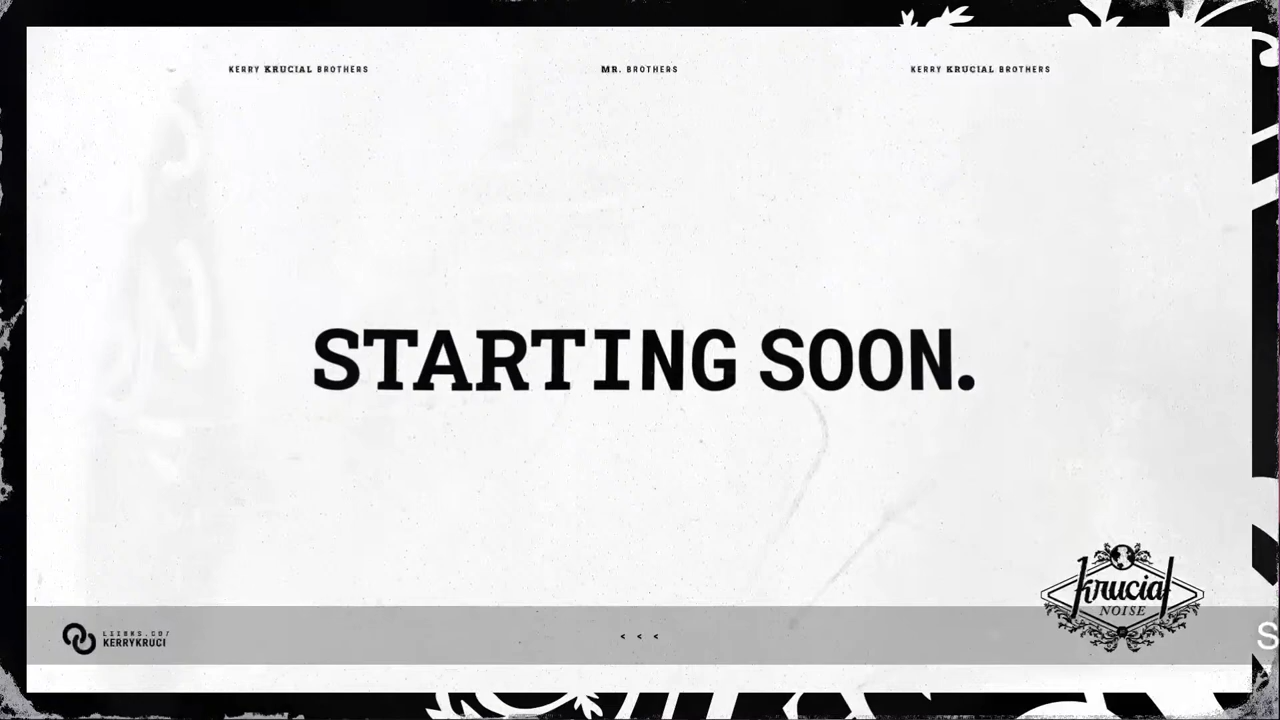 KERRY KRUCIAL BROTHERS
MR. BROTHERS
KERRY KRUCIAL BROTHERS
STARTING SOON.
krucial
NOISE
KERRYKRUCI
< < <
S